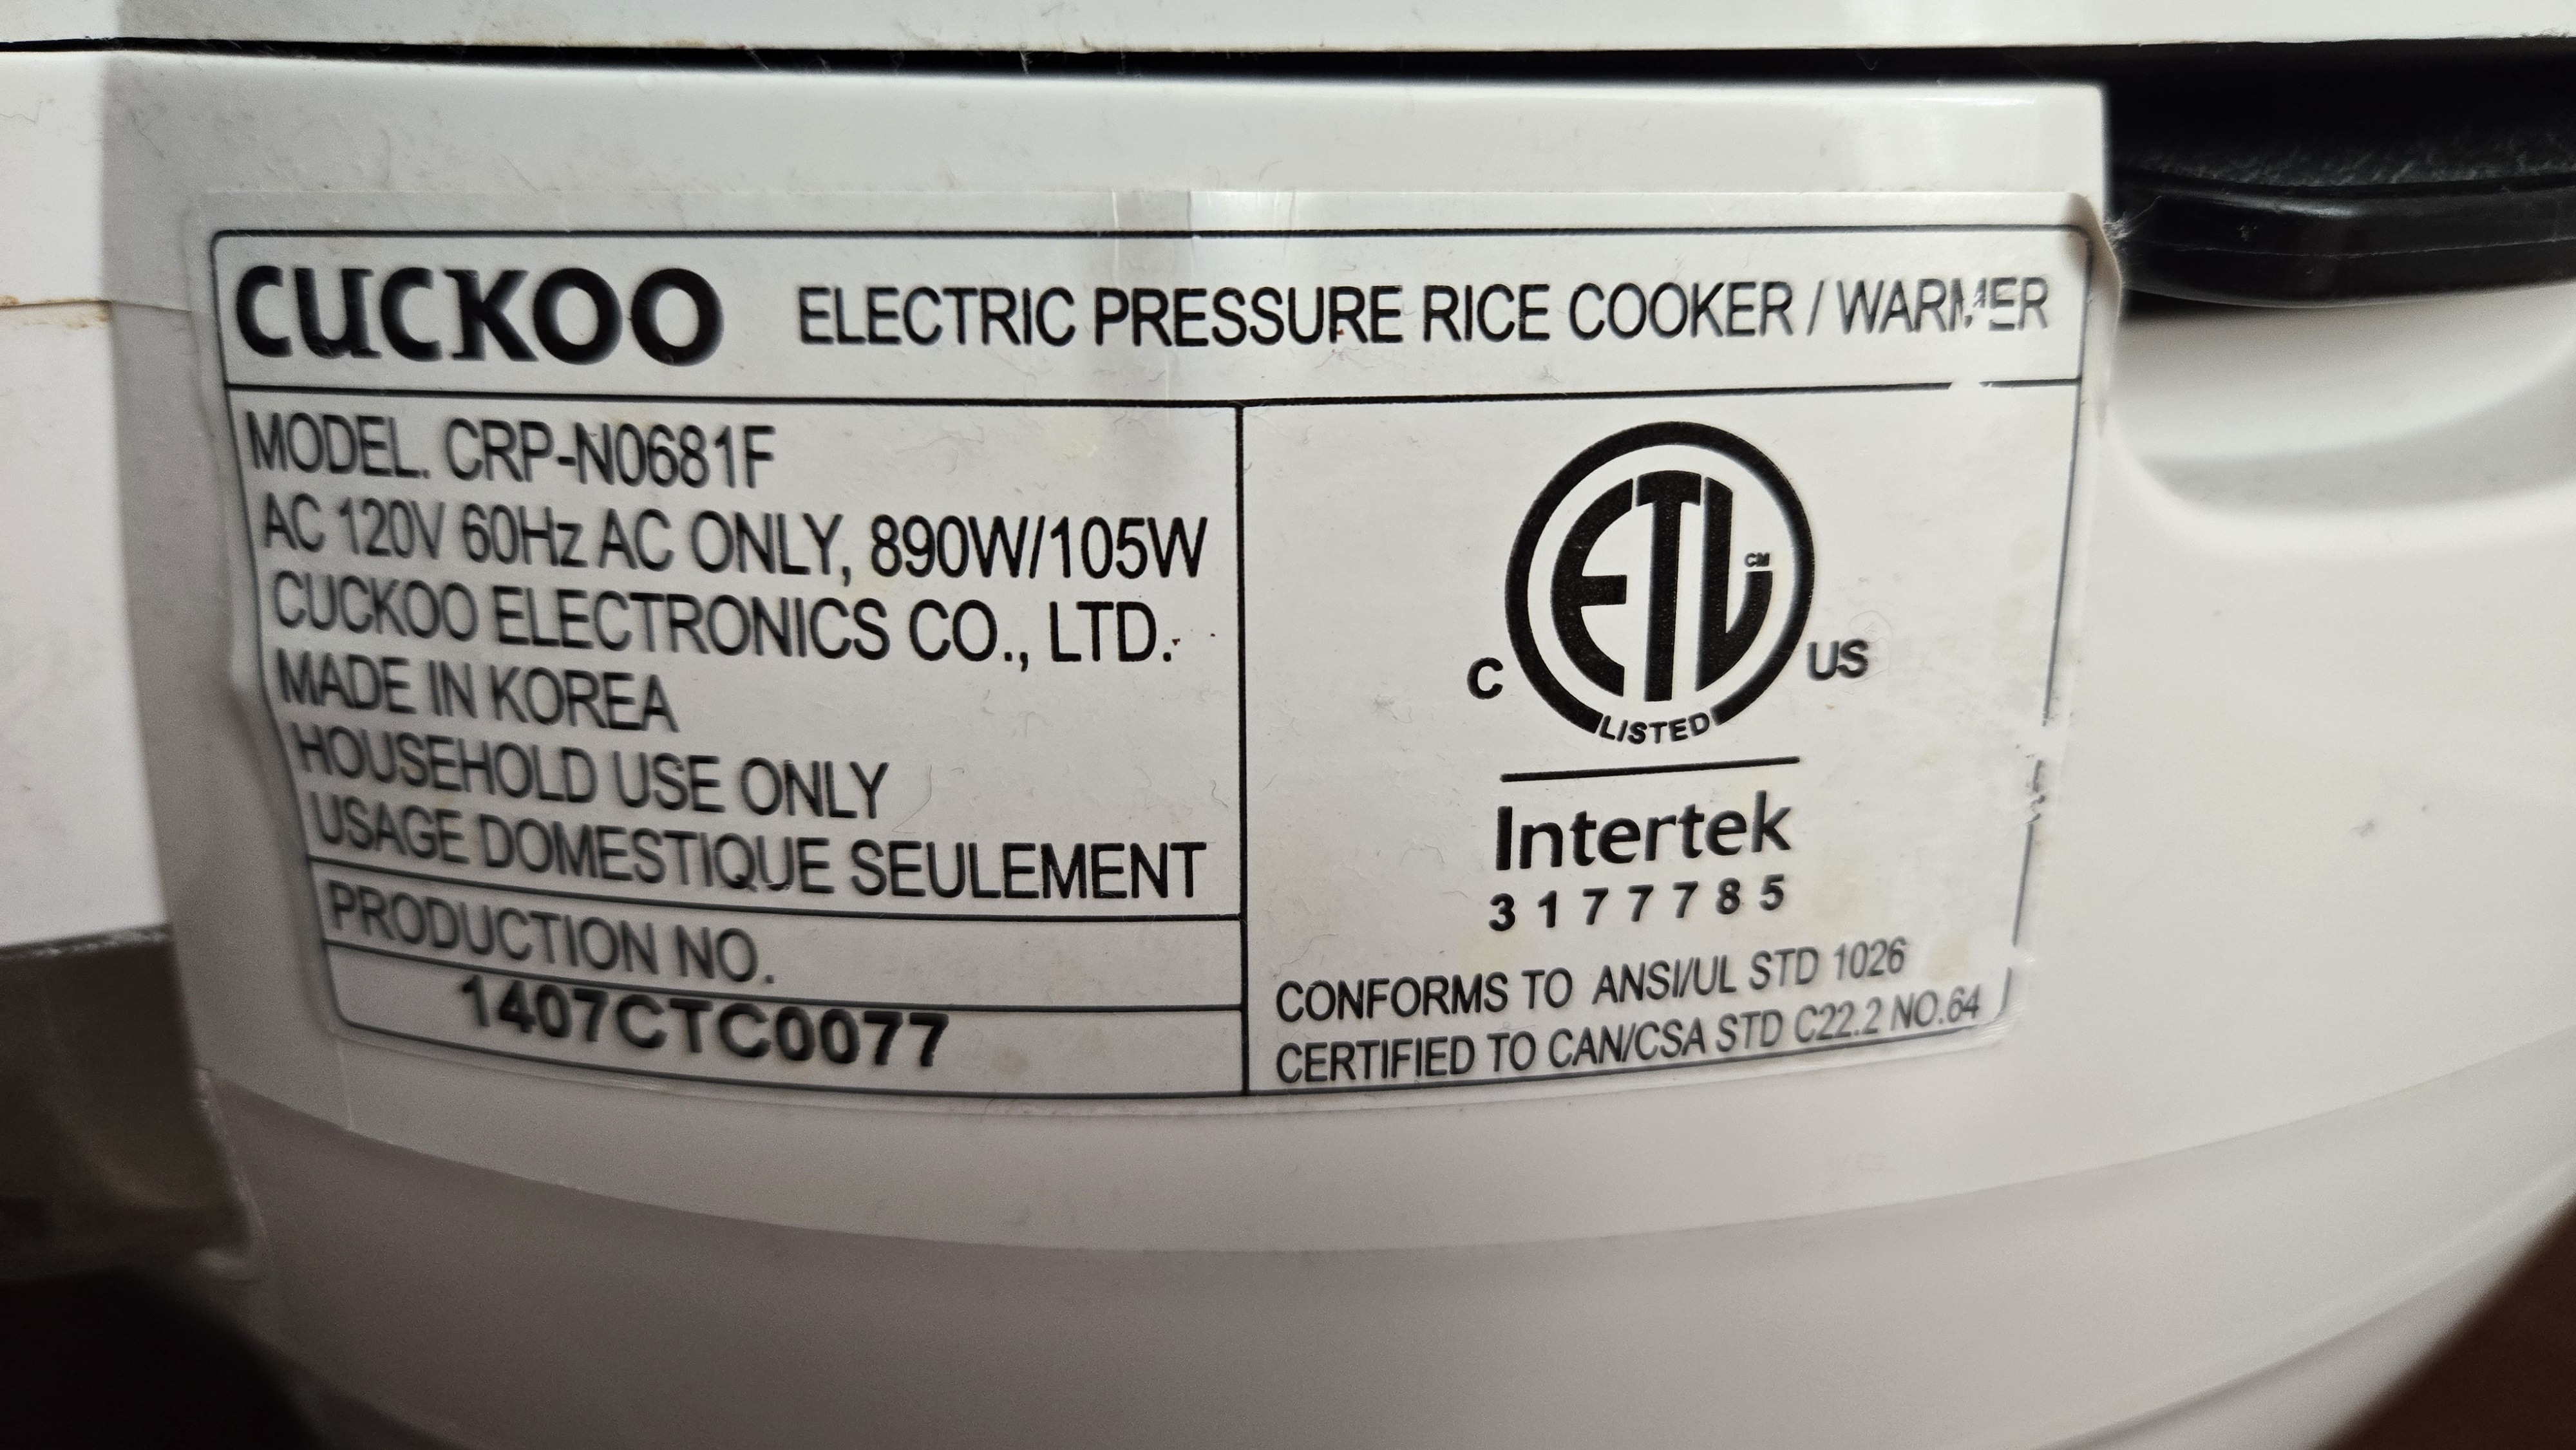 CUCKOO ELECTRIC PRESSURE RICE COOKER / WARMER
MODEL. CRP-N0681F
AC 120V 60Hz AC ONLY, 890W/105W
CUCKOO ELECTRONICS CO., LTD.
MADE IN KOREA
HOUSEHOLD USE ONLY
USAGE DOMESTIQUE SEULEMENT
PRODUCTION NO.
1407CTC0077
ETL CM
C US
LISTED
Intertek
3177785
CONFORMS TO ANSI/UL STD 1026
CERTIFIED TO CAN/CSA STD C22.2 NO.64